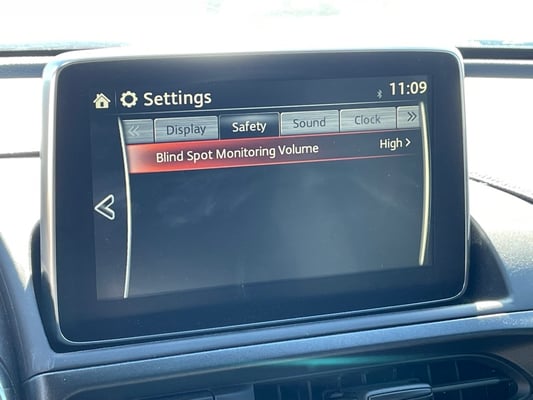 Settings 11:09
Display Safety Sound Clock
Blind Spot Monitoring Volume High